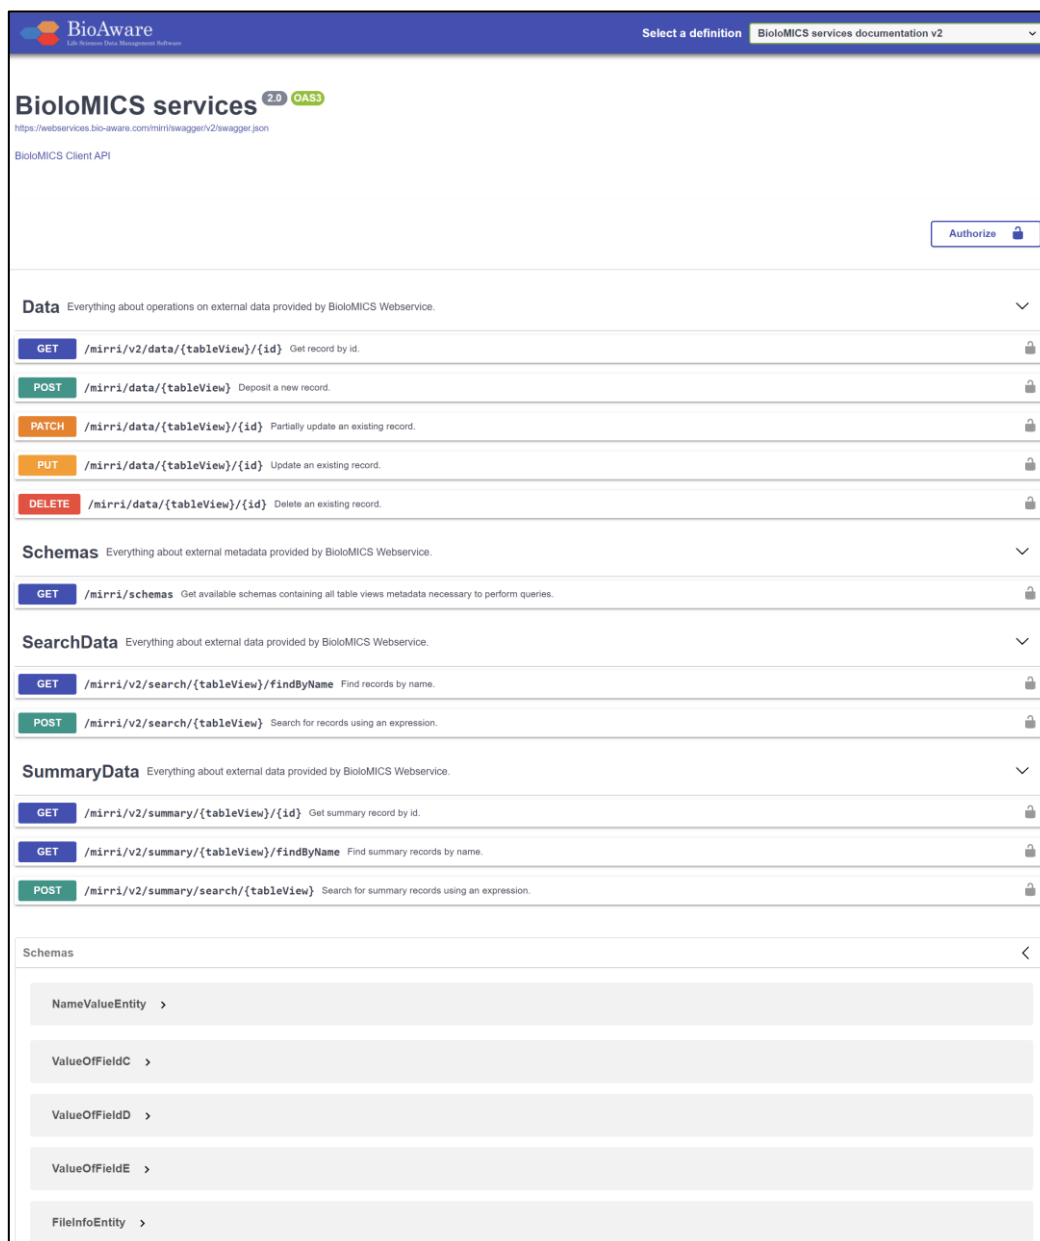 BioAware
Life Sciences Data Management Software
Select a definition BioloMICS services documentation v2
BioloMICS services 2.0 OAS3
https://webservices.bio-aware.com/mirri/swagger/v2/swagger.json
BioloMICS Client API
Authorize
Data Everything about operations on external data provided by BioloMICS Webservice.
GET /mirri/v2/data/{tableView}/{id} Get record by id.
POST /mirri/data/{tableView} Deposit a new record.
PATCH /mirri/data/{tableView}/{id} Partially update an existing record.
PUT /mirri/data/{tableView}/{id} Update an existing record.
DELETE /mirri/data/{tableView}/{id} Delete an existing record.
Schemas Everything about external metadata provided by BioloMICS Webservice.
GET /mirri/schemas Get available schemas containing all table views metadata necessary to perform queries.
SearchData Everything about external data provided by BioloMICS Webservice.
GET /mirri/v2/search/{tableView}/findByName Find records by name.
POST /mirri/v2/search/{tableView} Search for records using an expression.
SummaryData Everything about external data provided by BioloMICS Webservice.
GET /mirri/v2/summary/{tableView}/{id} Get summary record by id.
GET /mirri/v2/summary/{tableView}/findByName Find summary records by name.
POST /mirri/v2/summary/search/{tableView} Search for summary records using an expression.
Schemas
NameValueEntity
ValueOfFieldC
ValueOfFieldD
ValueOfFieldE
FileInfoEntity